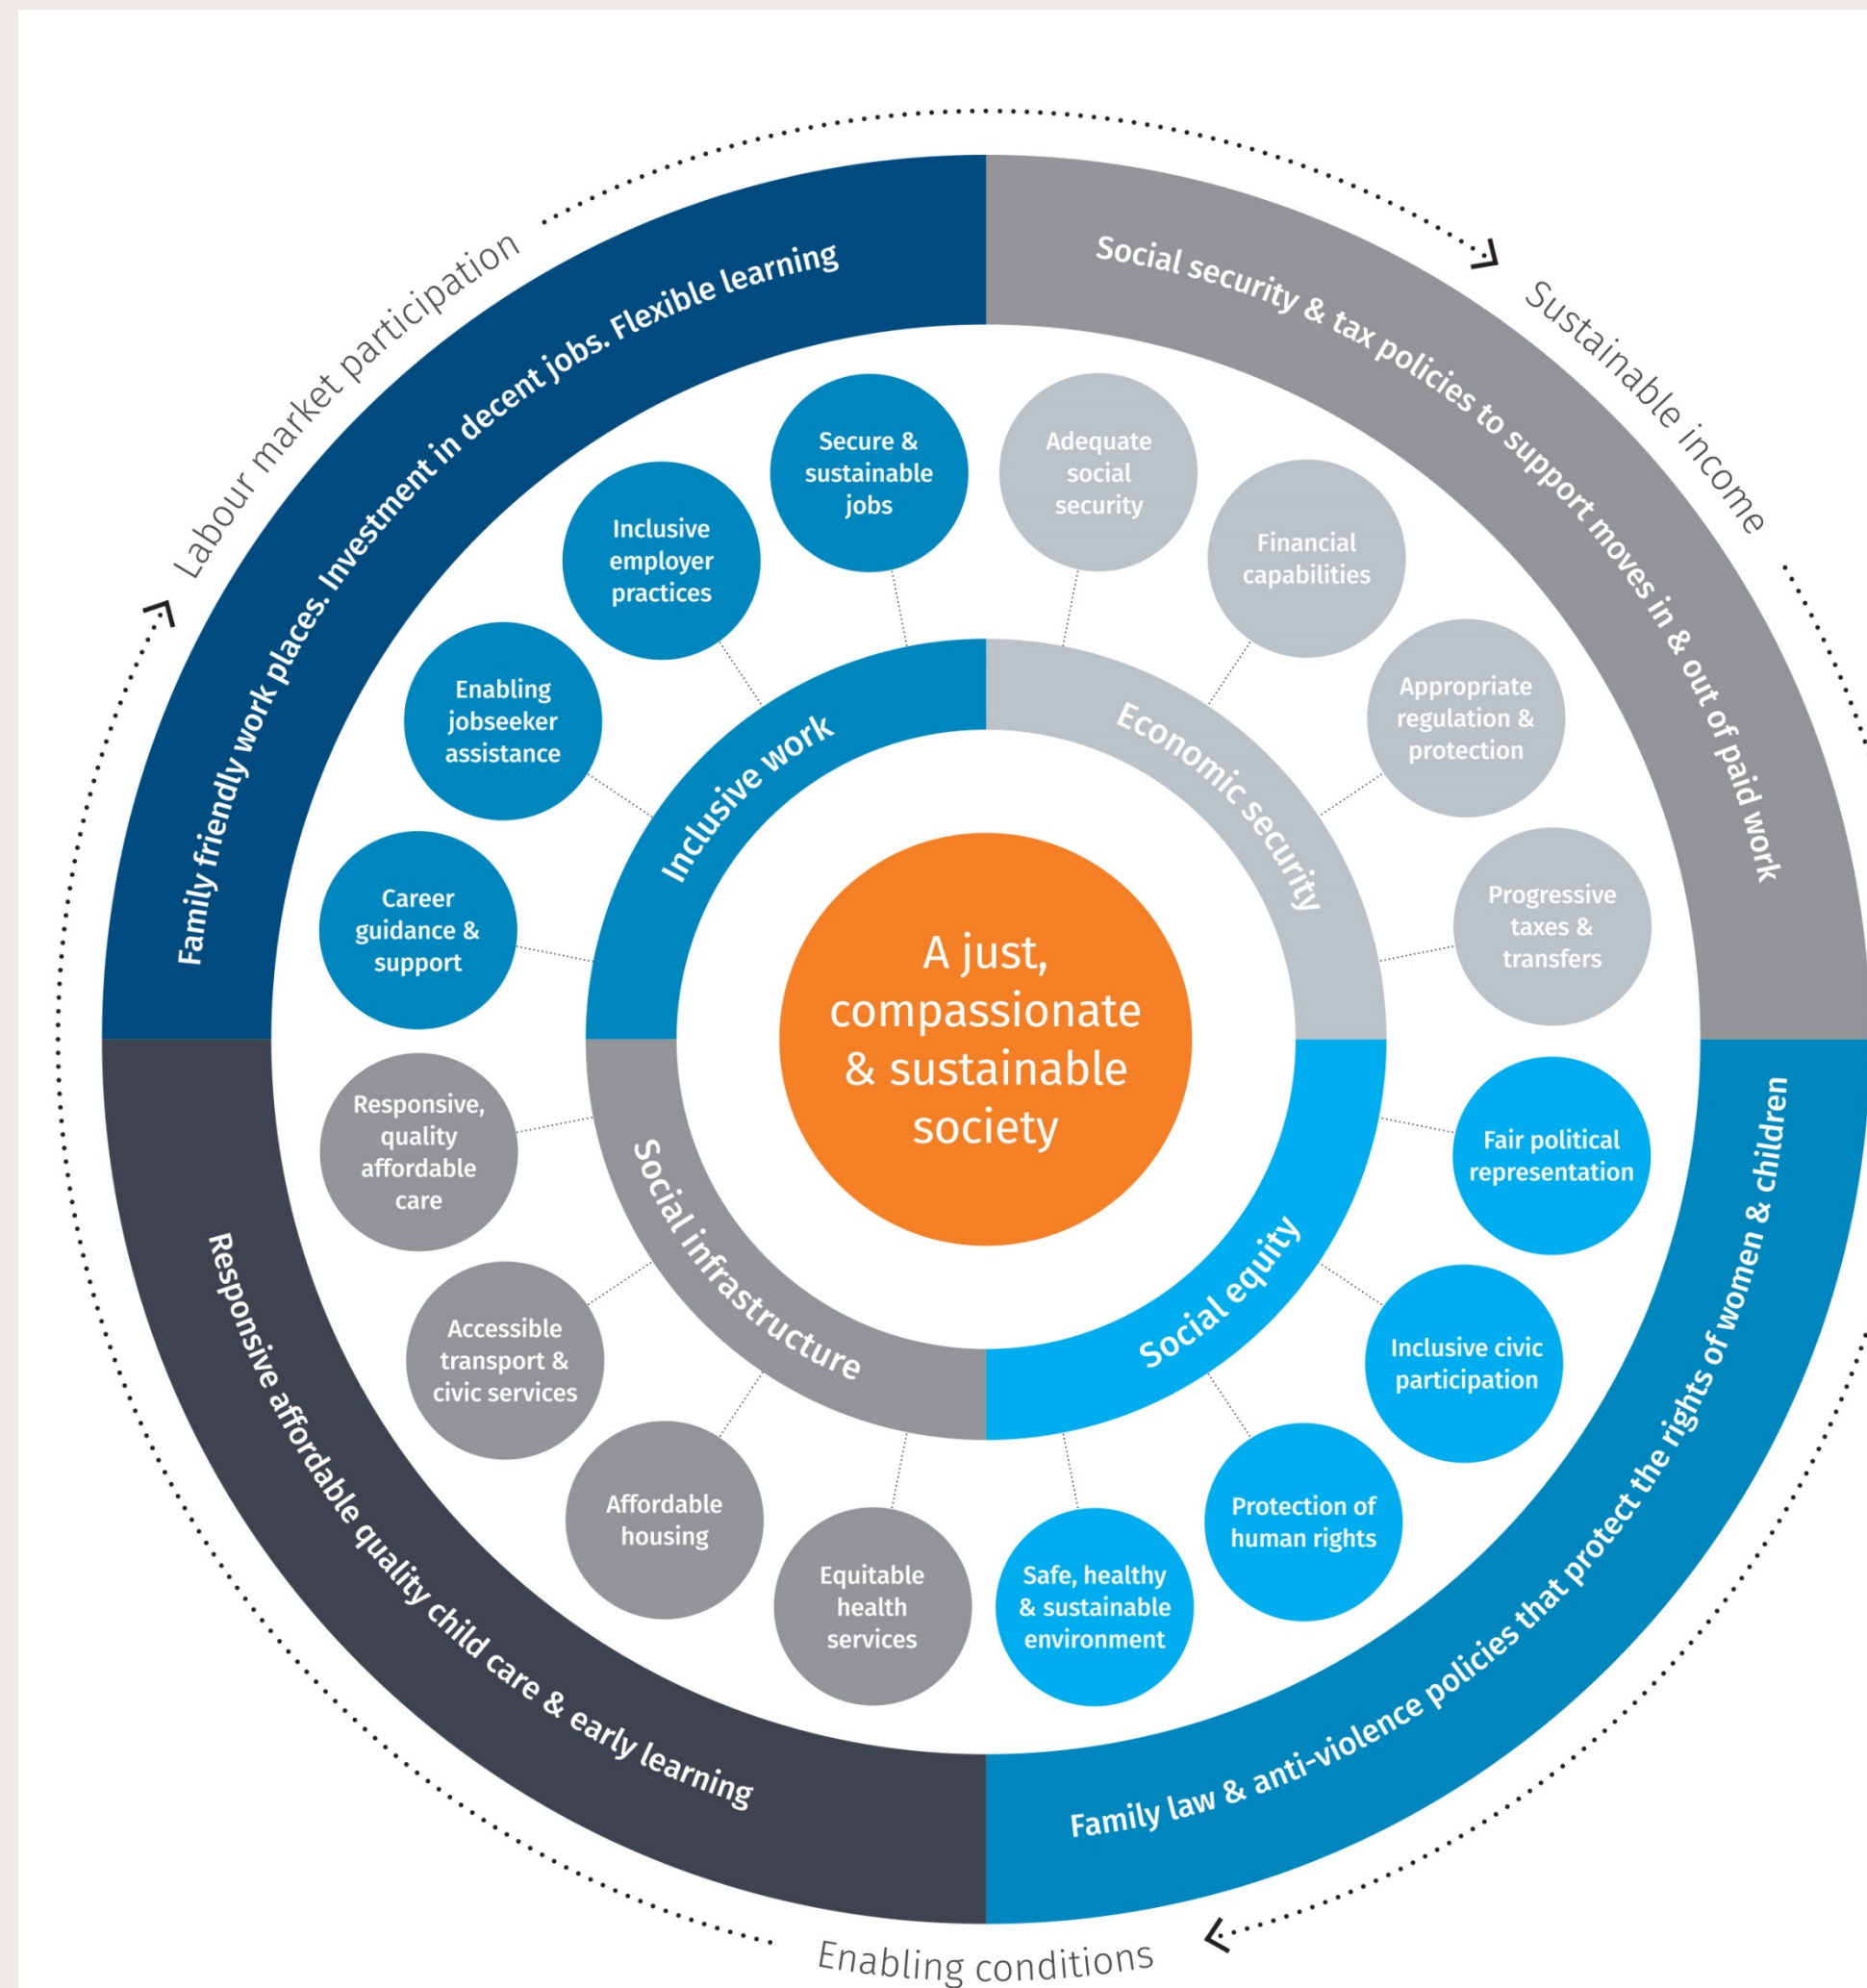 Labour market participation
Sustainable income
Enabling conditions
Family friendly work places. Investment in decent jobs. Flexible learning
Social security & tax policies to support moves in & out of paid work
Family law & anti-violence policies that protect the rights of women & children
Responsive affordable quality child care & early learning
Secure &
sustainable
jobs
Inclusive
employer
practices
Enabling
jobseeker
assistance
Career
guidance &
support
Adequate
social
security
Financial
capabilities
Appropriate
regulation &
protection
Progressive
taxes &
transfers
Fair political
representation
Inclusive civic
participation
Protection of
human rights
Safe, healthy
& sustainable
environment
Equitable
health
services
Affordable
housing
Accessible
transport &
civic services
Responsive,
quality
affordable
care
Inclusive work
Economic security
Social equity
Social infrastructure
A just,
compassionate
& sustainable
society